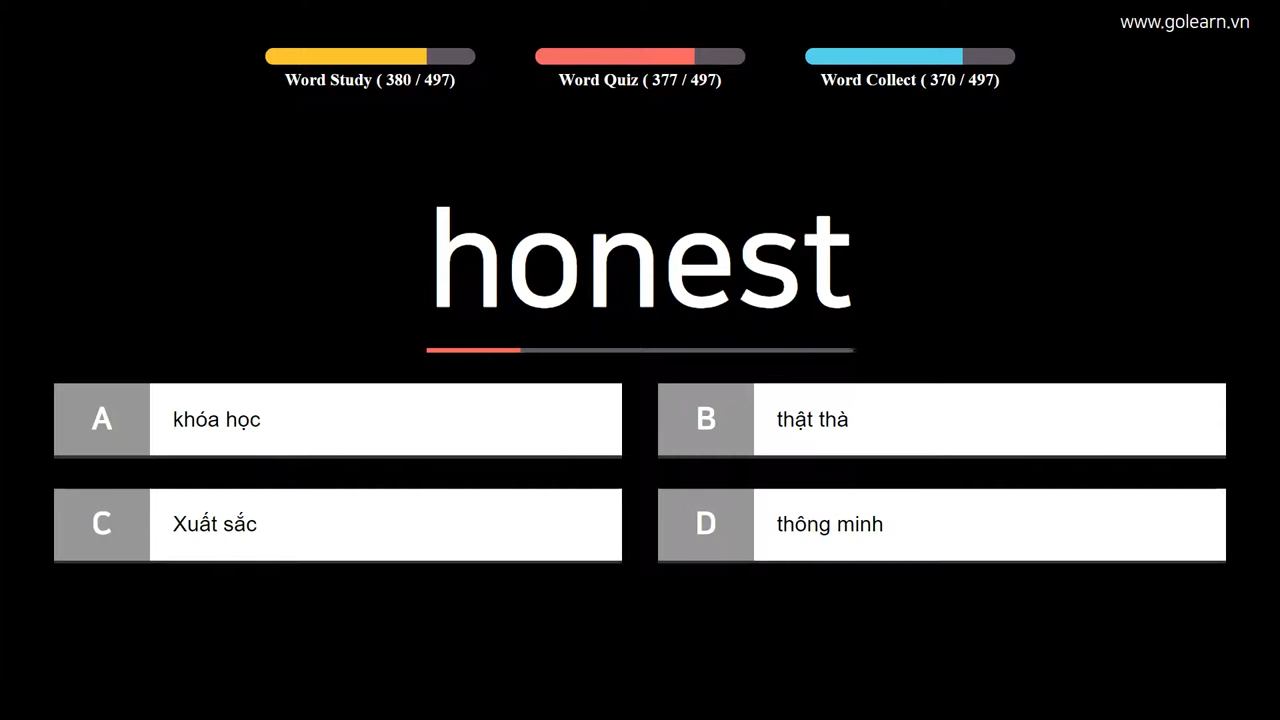 www.golearn.vn
Word Study ( 380 / 497)
Word Quiz ( 377 / 497)
Word Collect ( 370 / 497)
honest
A khóa học
B thật thà
C Xuất sắc
D thông minh